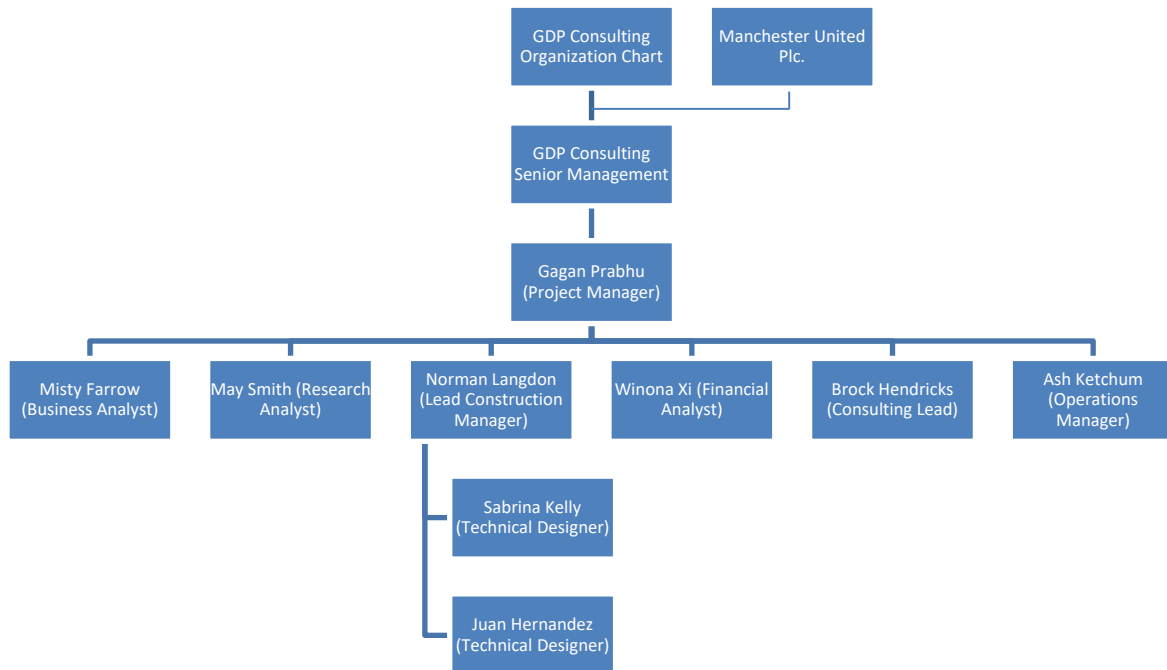 GDP Consulting
Organization Chart
Manchester United
Plc.
GDP Consulting
Senior Management
Gagan Prabhu
(Project Manager)
Misty Farrow
(Business Analyst)
May Smith (Research
Analyst)
Norman Langdon
(Lead Construction
Manager)
Winona Xi (Financial
Analyst)
Brock Hendricks
(Consulting Lead)
Ash Ketchum
(Operations
Manager)
Sabrina Kelly
(Technical Designer)
Juan Hernandez
(Technical Designer)